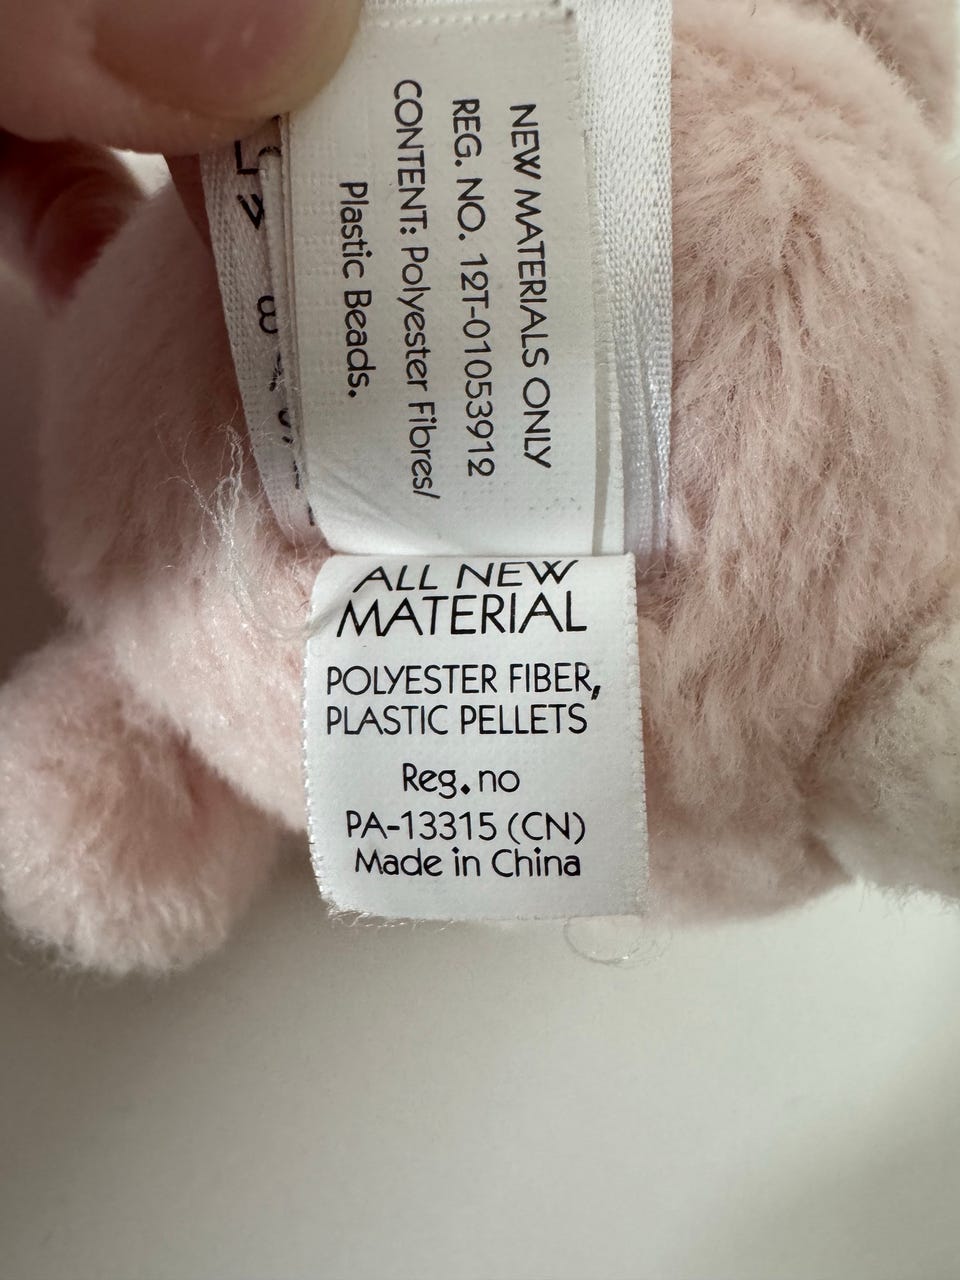 NEW MATERIALS ONLY
REG. NO. 12T-01053912
CONTENT: Polyester Fibres/
Plastic Beads.
ALL NEW
MATERIAL
POLYESTER FIBER,
PLASTIC PELLETS
Reg. no
PA-13315 (CN)
Made in China